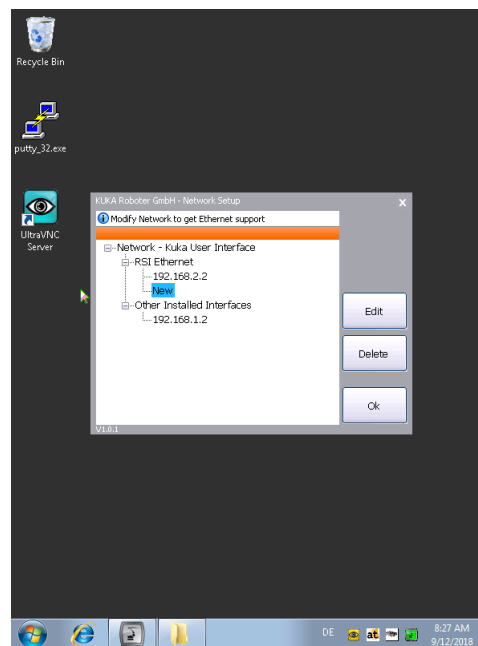 Recycle Bin
putty_32.exe
UltraVNC
Server
KUKA Roboter GmbH - Network Setup
x
Modify Network to get Ethernet support
Network - Kuka User Interface
RSI Ethernet
192.168.2.2
New
Other Installed Interfaces
192.168.1.2
Edit
Delete
Ok
V1.0.1
DE
at
8:27 AM
9/12/2018